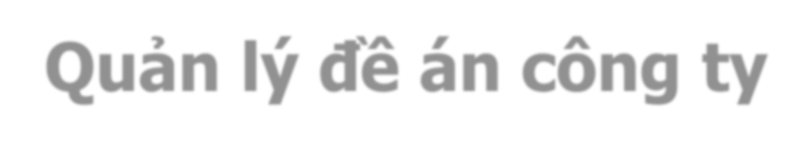 Quản lý đề án công ty